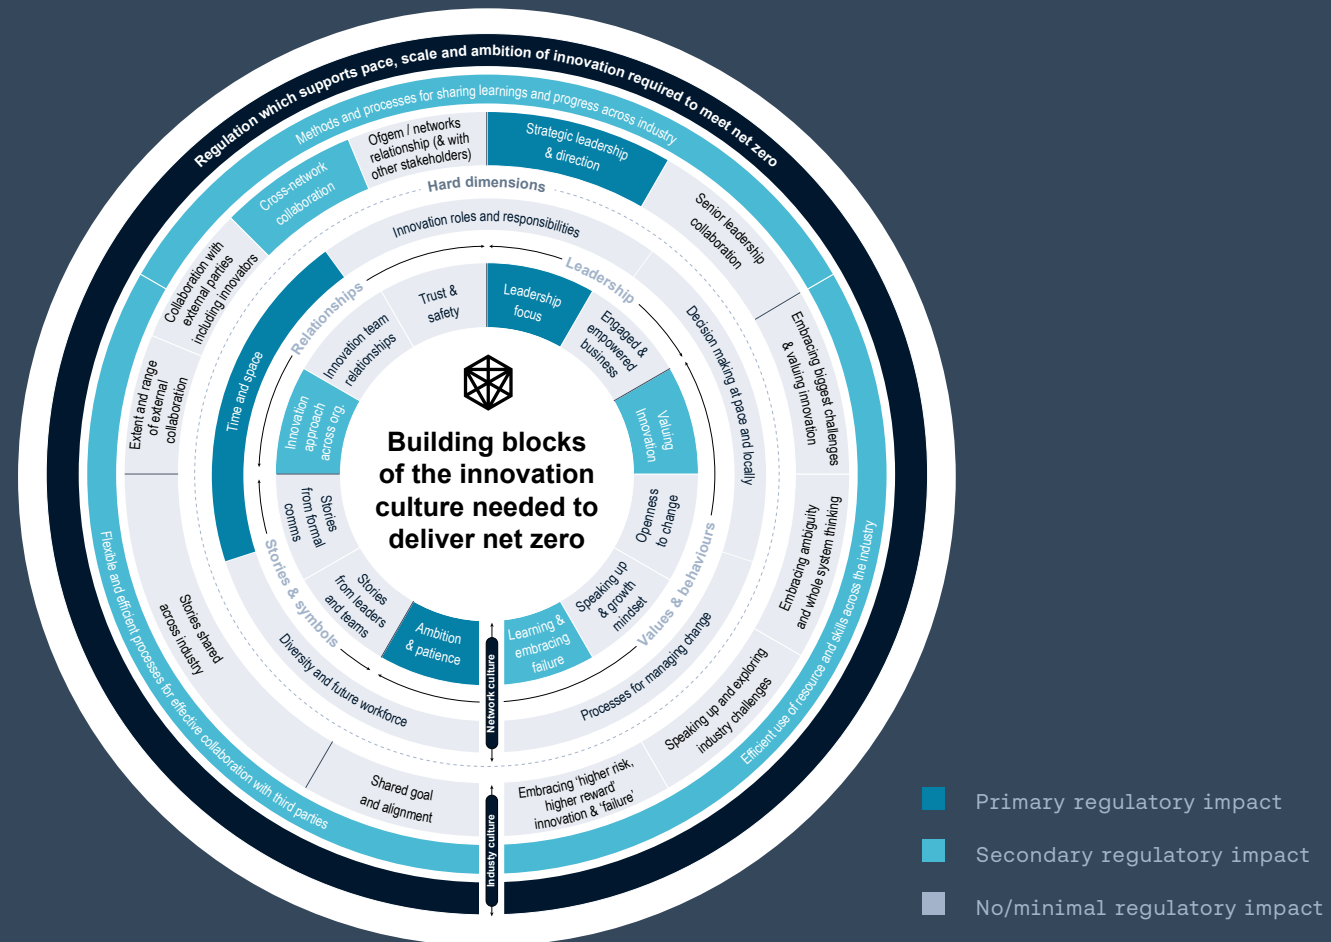 Regulation which supports pace, scale and ambition of innovation required to meet net zero
Methods and processes for sharing learnings and progress across industry
Efficient use of resource and skills across the industry
Flexible and efficient processes for effective collaboration with third parties
Ofgem / networks
relationship (& with
other stakeholders)
Strategic leadership
& direction
Senior leadership
collaboration
Embracing biggest challenges
& valuing innovation
Embracing ambiguity
and whole system thinking
Speaking up and exploring
industry challenges
Embracing ‘higher risk,
higher reward’
innovation & ‘failure’
Shared goal
and alignment
Stories shared
across industry
Extent and range
of external
collaboration
Collaboration with
external parties
including innovators
Cross-network
collaboration
Hard dimensions
Innovation roles and responsibilities
Decision making at pace and locally
Processes for managing change
Diversity and future workforce
Time and space
Leadership
Values & behaviours
Stories & symbols
Relationships
Leadership
focus
Engaged &
empowered
business
Valuing
Innovation
Openness
to change
Speaking up
& growth
mindset
Learning &
embracing
failure
Ambition
& patience
Stories
from leaders
and teams
Stories
from formal
comms
Innovation
approach
across org.
Innovation team
relationships
Trust &
safety
Building blocks
of the innovation
culture needed to
deliver net zero
Network culture
Industy culture
Primary regulatory impact
Secondary regulatory impact
No/minimal regulatory impact